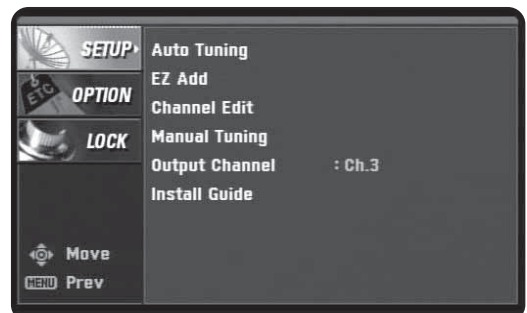 SETUP
ETC OPTION
LOCK
Auto Tuning
EZ Add
Channel Edit
Manual Tuning
Output Channel : Ch.3
Install Guide
Move
MENU Prev